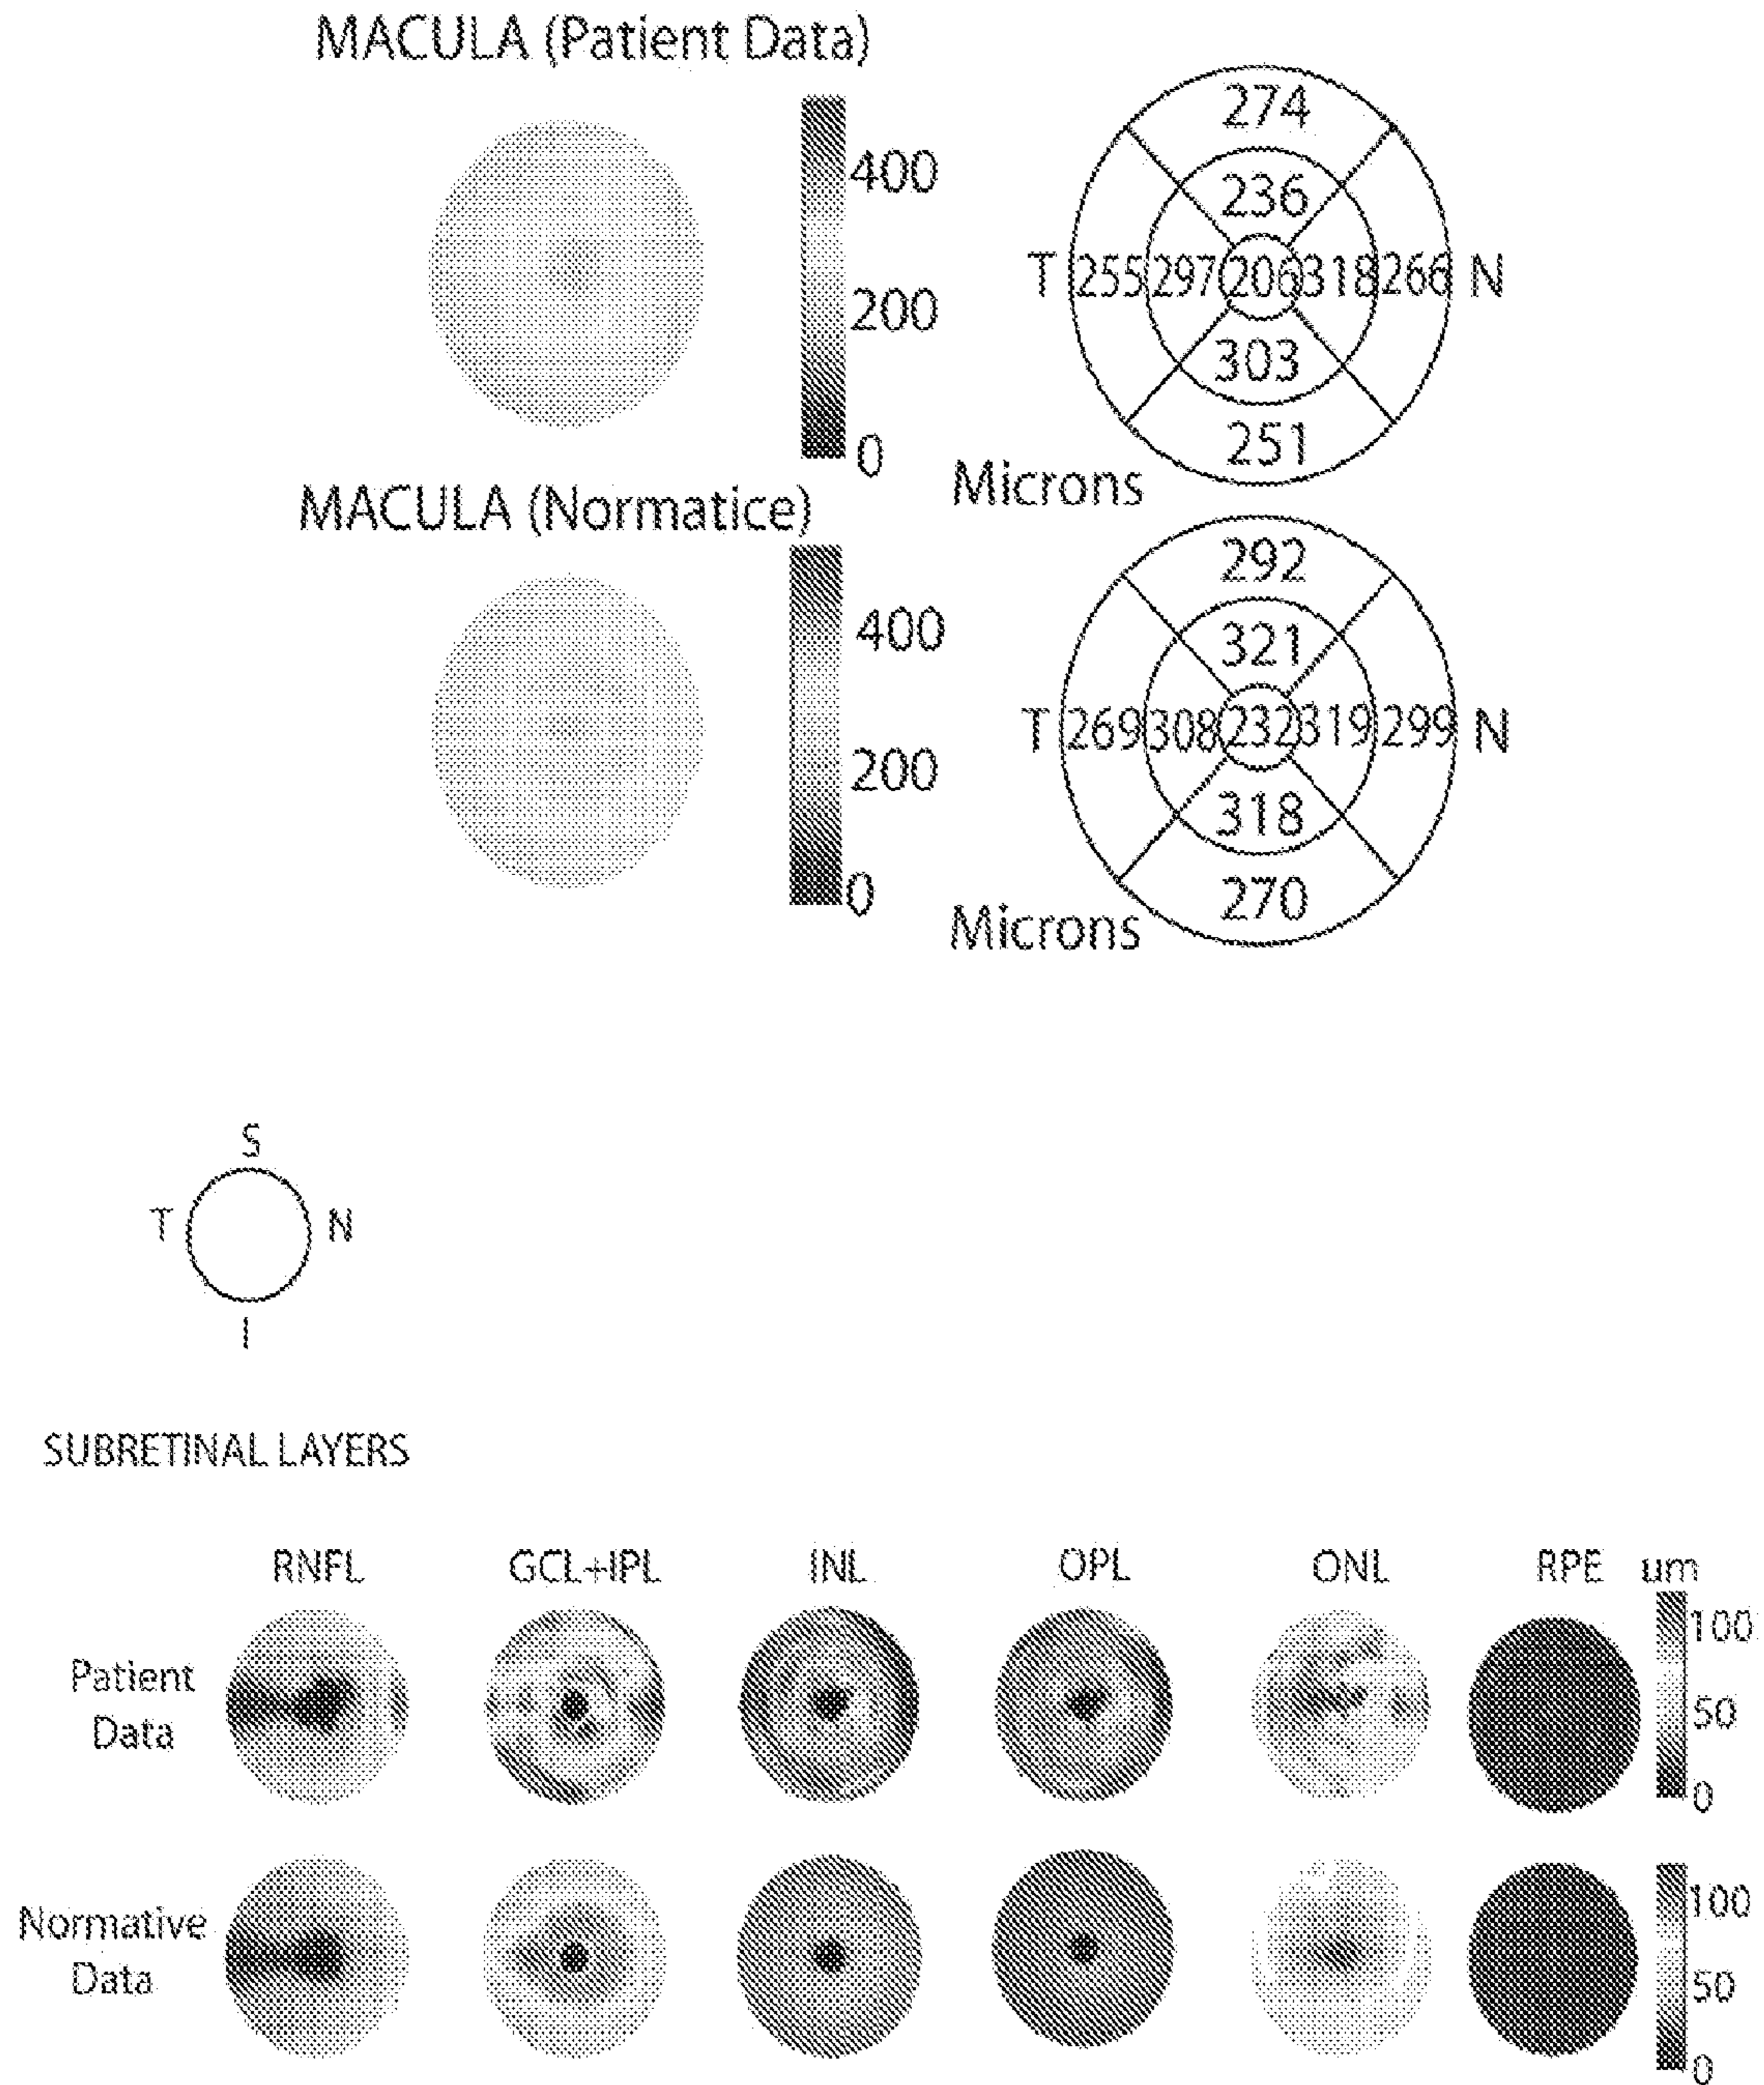 MACULA (Patient Data)
400
200
0
274
236
T 255 297 206 318 266 N
303
251
Microns
MACULA (Normatice)
400
200
0
292
321
T 269 308 232 319 299 N
318
270
Microns
S
T N
I
SUBRETINAL LAYERS
RNFL GCL+IPL INL OPL ONL RPE um
Patient
Data
100
50
0
Normative
Data
100
50
0